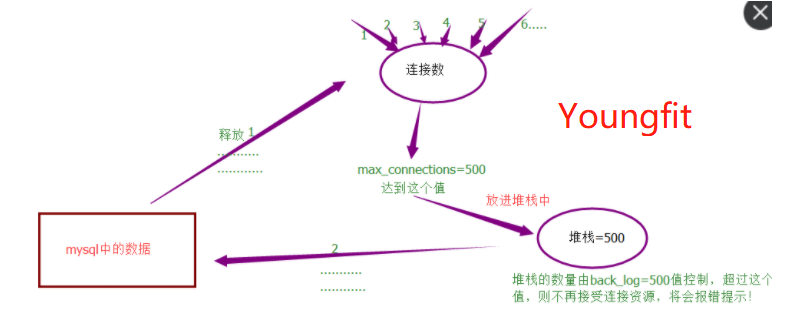 1 2 3 4 5 6.....
连接数
Youngfit
释放 1
..........
............
max_connections=500
达到这个值
放进堆栈中
堆栈=500
mysql中的数据
2
...........
............
堆栈的数量由back_log=500值控制，超过这个
值，则不再接受连接资源，将会报错提示！